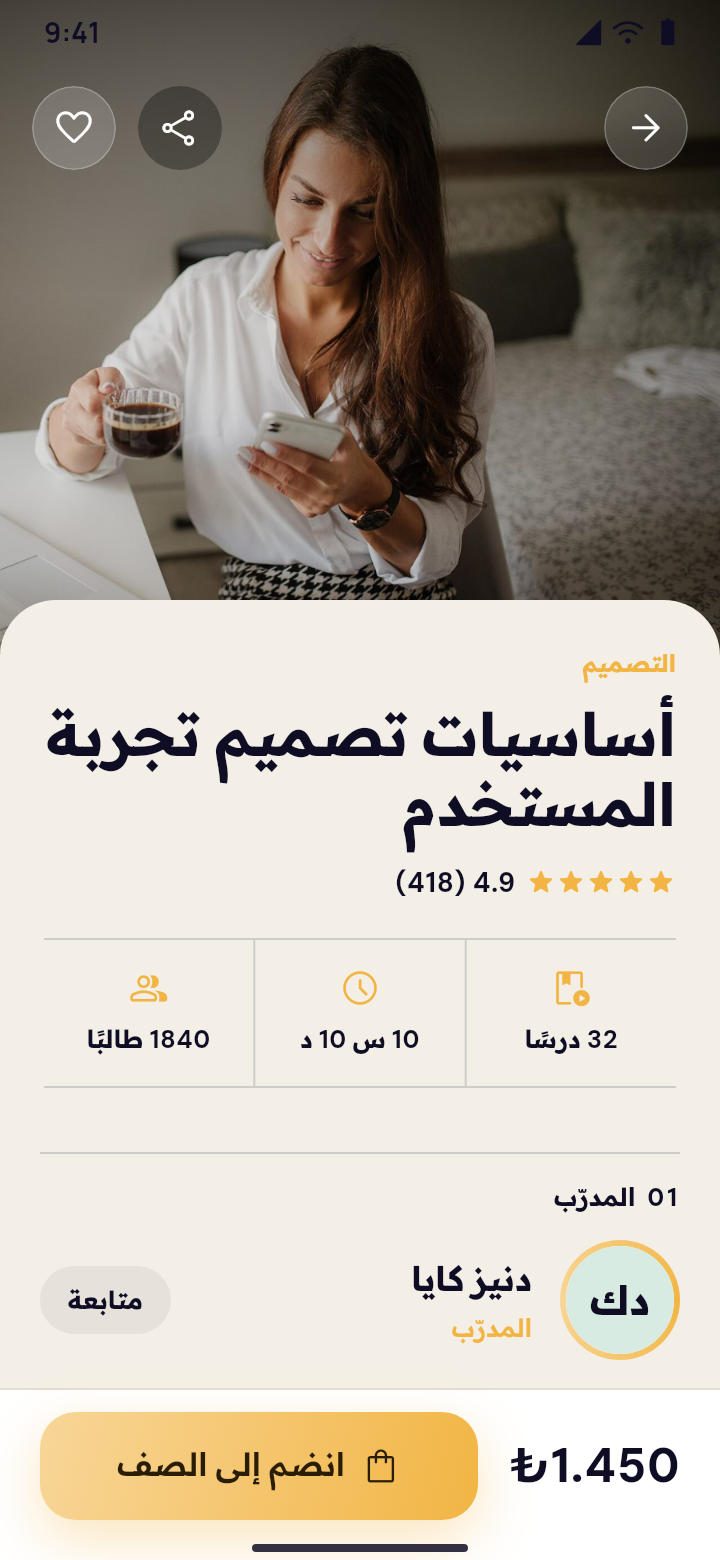 9:41
التصميم
أساسيات تصميم تجربة
المستخدم
4.9 (418)
32 درسًا
10 س 10 د
1840 طالبًا
01 المدرّب
دك
دنيز كايا
المدرّب
متابعة
₺1.450
انضم إلى الصف